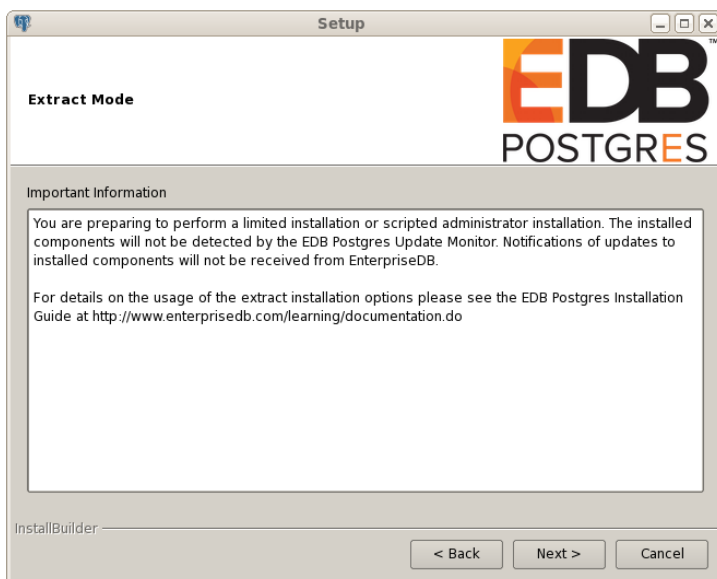 Setup
Extract Mode
EDB™
POSTGRES
Important Information
You are preparing to perform a limited installation or scripted administrator installation. The installed
components will not be detected by the EDB Postgres Update Monitor. Notifications of updates to
installed components will not be received from EnterpriseDB.
For details on the usage of the extract installation options please see the EDB Postgres Installation
Guide at http://www.enterprisedb.com/learning/documentation.do
InstallBuilder
< Back
Next >
Cancel